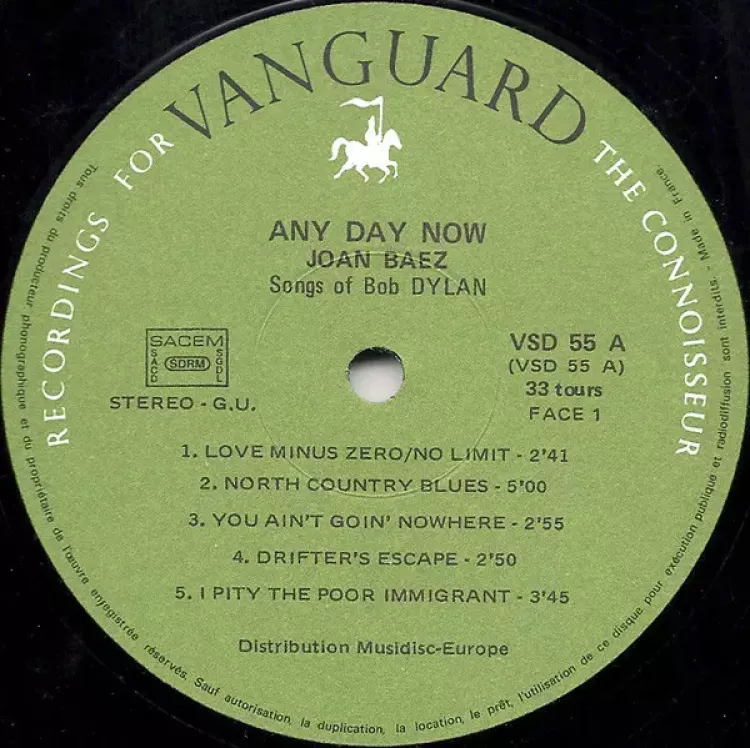 VANGUARD
RECORDINGS FOR THE CONNOISSEUR
ANY DAY NOW
JOAN BAEZ
Songs of Bob DYLAN
SACEM
SACD
SDRM
SGDL
STEREO - G.U.
VSD 55 A
(VSD 55 A)
33 tours
FACE 1
1. LOVE MINUS ZERO/NO LIMIT - 2'41
2. NORTH COUNTRY BLUES - 5'00
3. YOU AIN'T GOIN' NOWHERE - 2'55
4. DRIFTER'S ESCAPE - 2'50
5. I PITY THE POOR IMMIGRANT - 3'45
Distribution Musidisc-Europe
Tous droits du producteur phonographique et du propriétaire de l'œuvre enregistrée réservés. Sauf autorisation, la duplication, la location, le prêt, l'utilisation de ce disque pour exécution publique et radiodiffusion sont interdits. - Made in France.